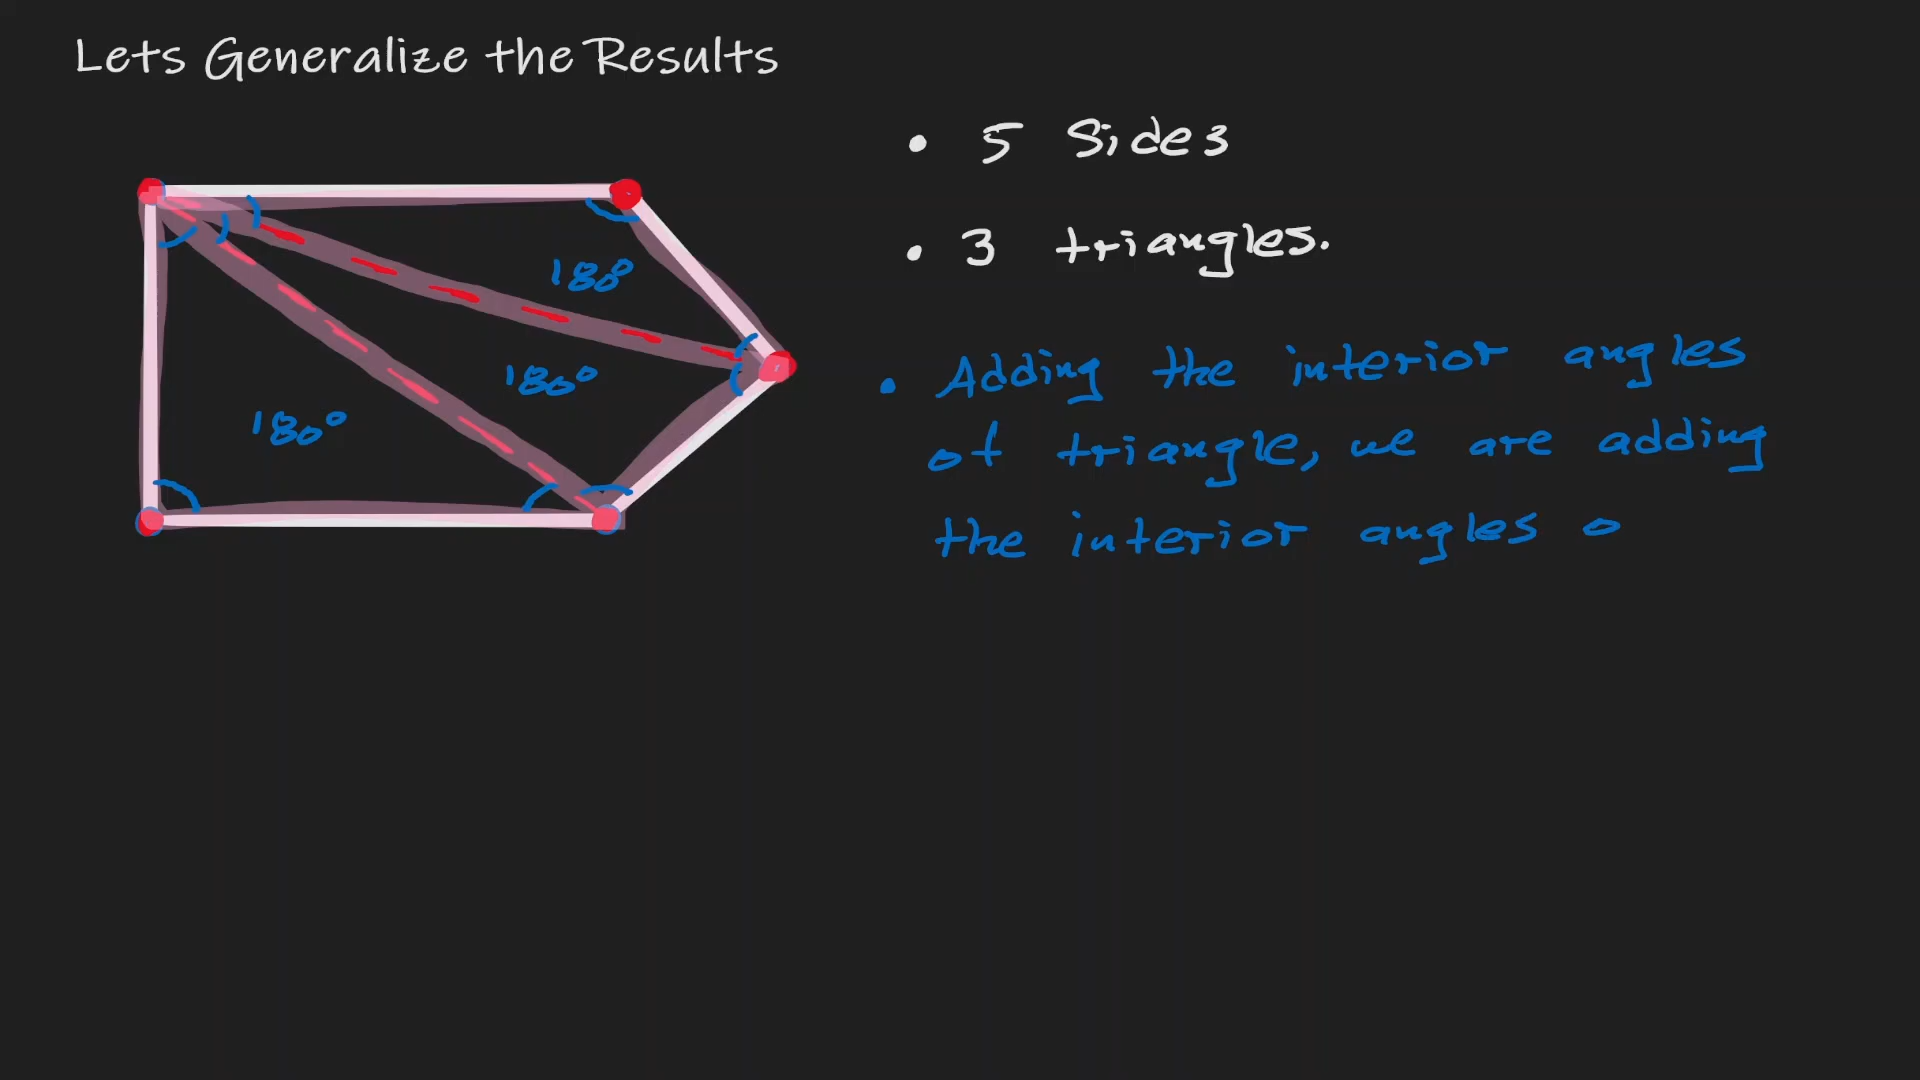 Lets Generalize the Results
• 5 Sides
• 3 triangles.
180°
180°
180°
• Adding the interior angles
of triangle, we are adding
the interior angles o